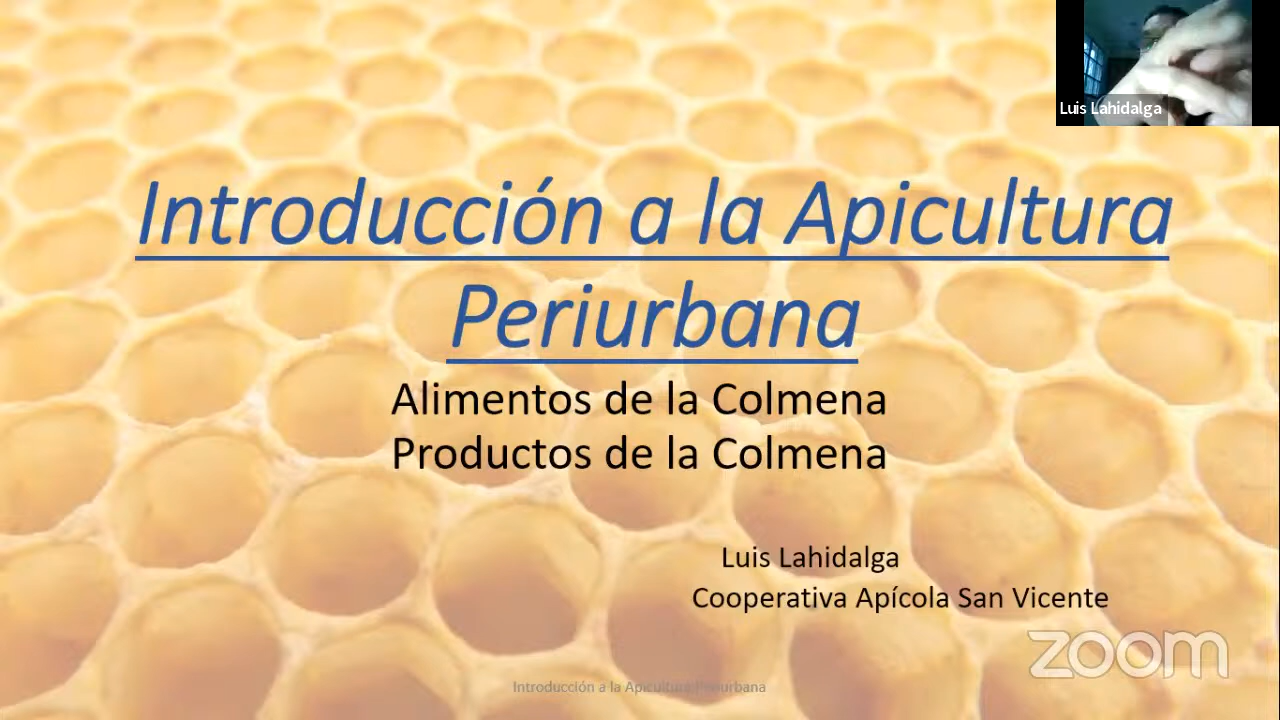 Luis Lahidalga
Introducción a la Apicultura
Periurbana
Alimentos de la Colmena
Productos de la Colmena
Luis Lahidalga
Cooperativa Apícola San Vicente
zoom
Introducción a la Apicultura Periurbana